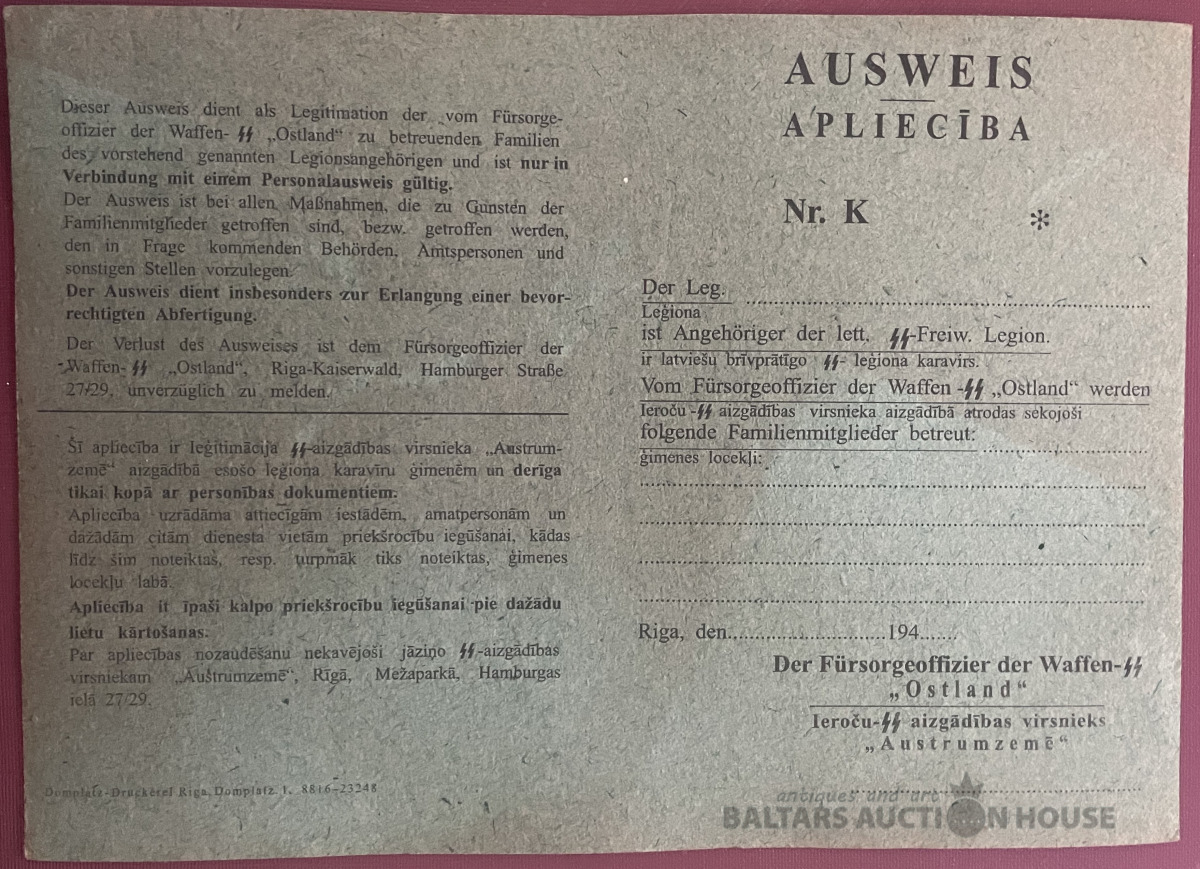 Dieser Ausweis dient als Legitimation der vom Fürsorge-
offizier der Waffen-ᛋᛋ „Ostland“ zu betreuenden Familien
des vorstehend genannten Legionsangehörigen und ist nur in
Verbindung mit einem Personalausweis gültig.
Der Ausweis ist bei allen Maßnahmen, die zu Gunsten der
Familienmitglieder getroffen sind, bezw. getroffen werden,
den in Frage kommenden Behörden, Amtspersonen und
sonstigen Stellen vorzulegen.
Der Ausweis dient insbesonders zur Erlangung einer bevor-
rechtigten Abfertigung.
Der Verlust des Ausweises ist dem Fürsorgeoffizier der
Waffen-ᛋᛋ „Ostland“, Riga-Kaiserwald, Hamburger Straße
27/29, unverzüglich zu melden.
Šī apliecība ir leģitimācija ᛋᛋ-aizgādības virsnieka „Austrum-
zemē“ aizgādībā esošo leģiona karavīru ģimenēm un derīga
tikai kopā ar personības dokumentiem.
Apliecība uzrādāma attiecīgām iestādēm, amatpersonām un
dažādām citām dienesta vietām priekšrocību iegūšanai, kādas
līdz šim noteiktas, resp. turpmāk tiks noteiktas, ģimenes
locekļu labā.
Apliecība it īpaši kalpo priekšrocību iegūšanai pie dažādu
lietu kārtošanas.
Par apliecības nozaudēšanu nekavējoši jāziņo ᛋᛋ-aizgādības
virsniekam „Austrumzemē“, Rīgā, Mežaparkā, Hamburgas
ielā 27/29.
Domplatz-Druckerei Riga, Domplatz 1. 8816—23248
AUSWEIS
APLIECĪBA
Nr. K *
Der Leg.
Leģiona
ist Angehöriger der lett. ᛋᛋ-Freiw. Legion.
ir latviešu brīvprātīgo ᛋᛋ- leģiona karavīrs.
Vom Fürsorgeoffizier der Waffen-ᛋᛋ „Ostland“ werden
Ieroču-ᛋᛋ aizgādības virsnieka aizgādībā atrodas sekojoši
folgende Familienmitglieder betreut:
ģimenes locekļi:
Riga, den..........................194.......
Der Fürsorgeoffizier der Waffen-ᛋᛋ
„Ostland“
Ieroču-ᛋᛋ aizgādības virsnieks
„Austrumzemē“
antiques and art
BALTARS AUCTION HOUSE